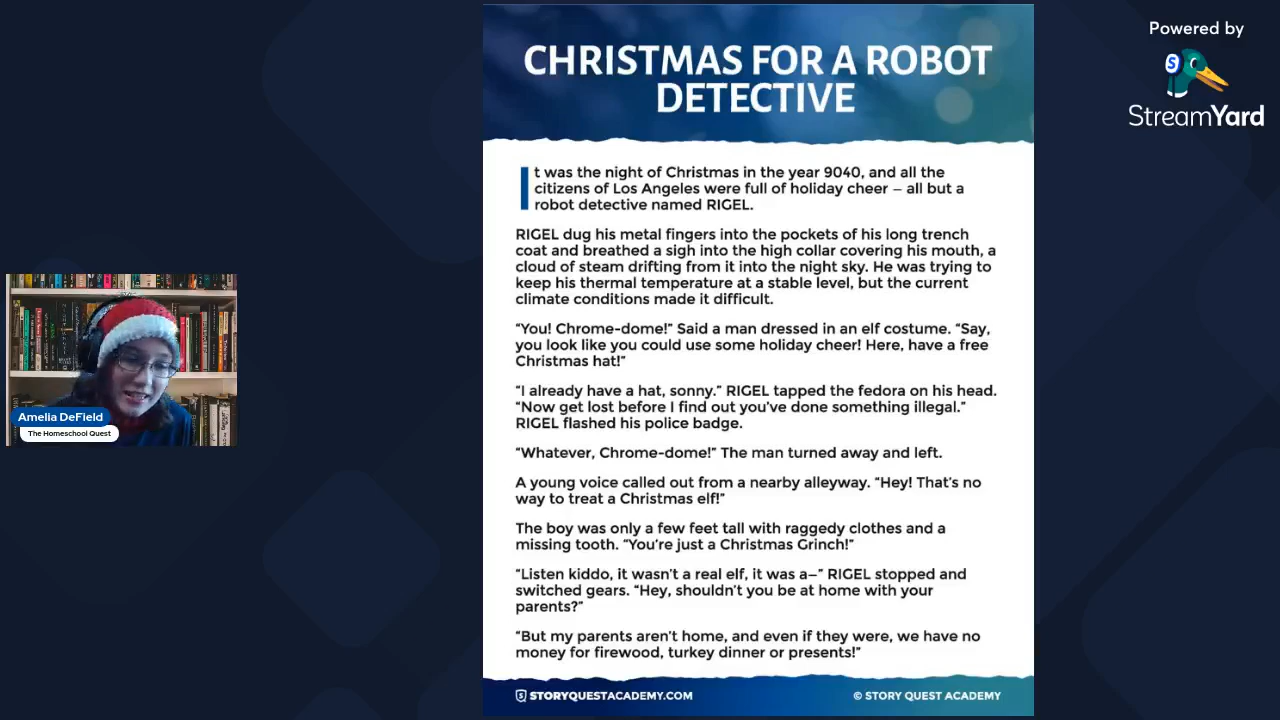 CHRISTMAS FOR A ROBOT
DETECTIVE
It was the night of Christmas in the year 9040, and all the
citizens of Los Angeles were full of holiday cheer – all but a
robot detective named RIGEL.
RIGEL dug his metal fingers into the pockets of his long trench
coat and breathed a sigh into the high collar covering his mouth, a
cloud of steam drifting from it into the night sky. He was trying to
keep his thermal temperature at a stable level, but the current
climate conditions made it difficult.
“You! Chrome-dome!” Said a man dressed in an elf costume. “Say,
you look like you could use some holiday cheer! Here, have a free
Christmas hat!”
“I already have a hat, sonny.” RIGEL tapped the fedora on his head.
“Now get lost before I find out you’ve done something illegal.”
RIGEL flashed his police badge.
“Whatever, Chrome-dome!” The man turned away and left.
A young voice called out from a nearby alleyway. “Hey! That’s no
way to treat a Christmas elf!”
The boy was only a few feet tall with raggedy clothes and a
missing tooth. “You’re just a Christmas Grinch!”
“Listen kiddo, it wasn’t a real elf, it was a–” RIGEL stopped and
switched gears. “Hey, shouldn’t you be at home with your
parents?”
“But my parents aren’t home, and even if they were, we have no
money for firewood, turkey dinner or presents!”
STORYQUESTACADEMY.COM
© STORY QUEST ACADEMY
Amelia DeField
The Homeschool Quest
Powered by
StreamYard